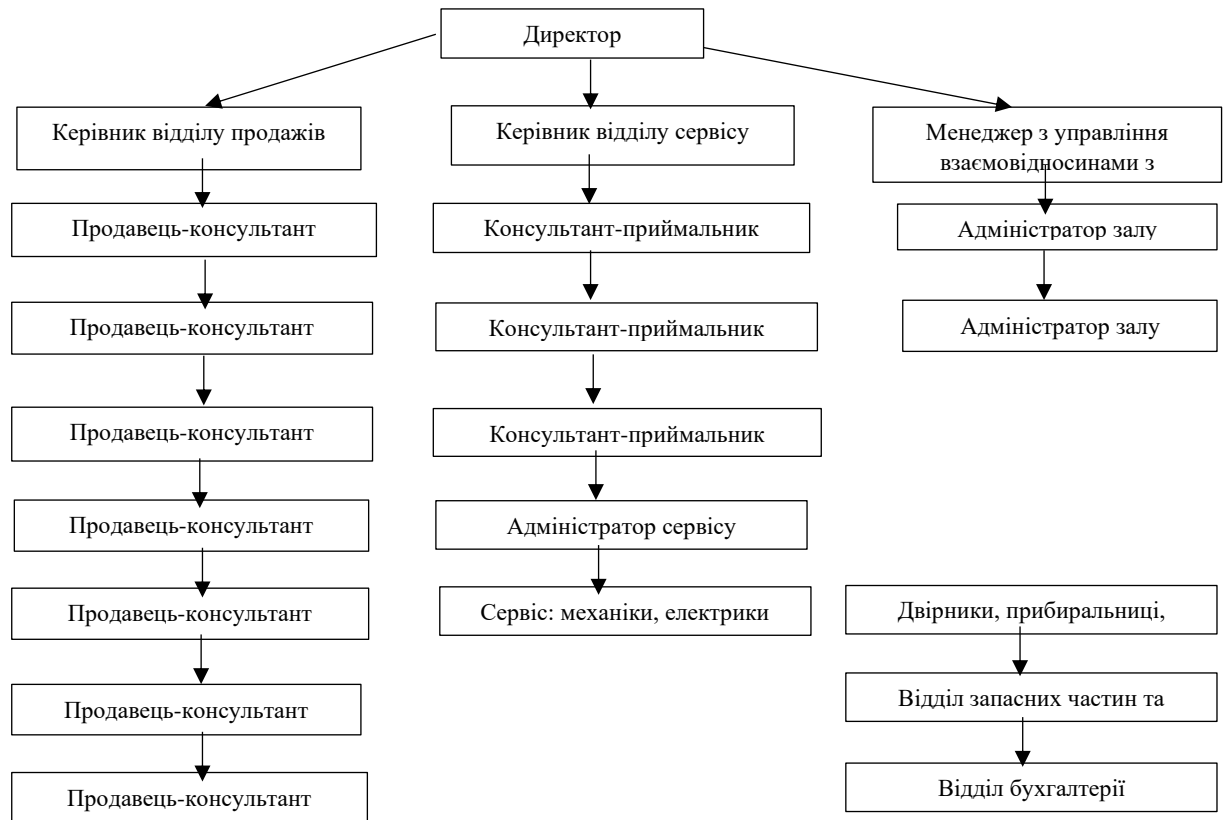 Директор
Керівник відділу продажів
Керівник відділу сервісу
Менеджер з управління
взаємовідносинами з
Продавець-консультант
Консультант-приймальник
Адміністратор залу
Продавець-консультант
Консультант-приймальник
Адміністратор залу
Продавець-консультант
Консультант-приймальник
Продавець-консультант
Адміністратор сервісу
Продавець-консультант
Сервіс: механіки, електрики
Двірники, прибиральниці,
Продавець-консультант
Відділ запасних частин та
Продавець-консультант
Відділ бухгалтерії